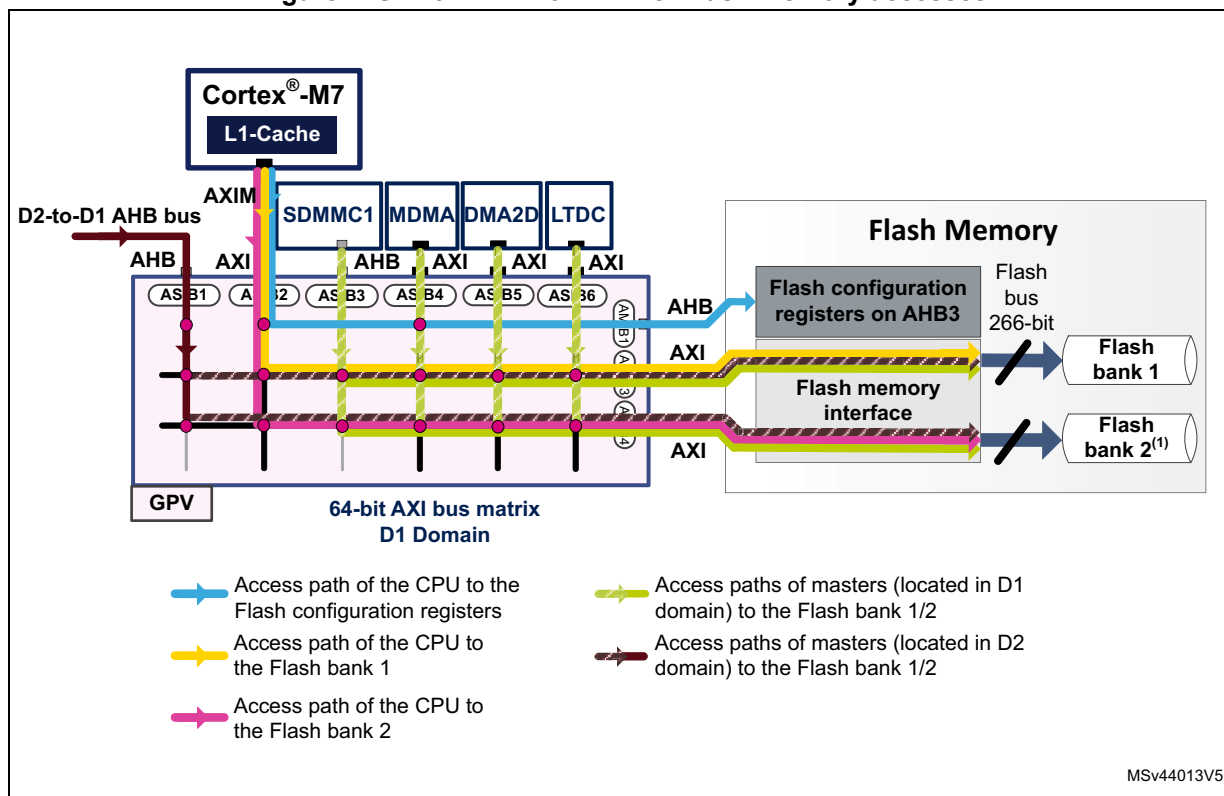 Cortex®-M7
L1-Cache
AXIM
D2-to-D1 AHB bus
SDMMC1
MDMA
DMA2D
LTDC
AHB
AXI
AHB
AXI
AXI
AXI
ASIB1
ASIB2
ASIB3
ASIB4
ASIB5
ASIB6
AMIB1
AHB
AXI
AXI
GPV
64-bit AXI bus matrix
D1 Domain
Flash Memory
Flash configuration
registers on AHB3
Flash memory
interface
Flash
bus
266-bit
Flash
bank 1
Flash
bank 2(1)
Access path of the CPU to the
Flash configuration registers
Access path of the CPU to
the Flash bank 1
Access path of the CPU to
the Flash bank 2
Access paths of masters (located in D1
domain) to the Flash bank 1/2
Access paths of masters (located in D2
domain) to the Flash bank 1/2
MSv44013V5